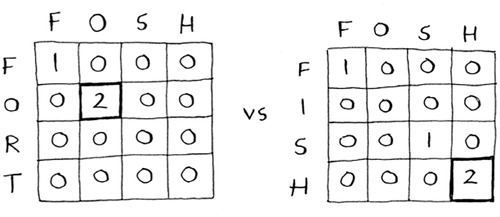 F O S H
F 1 0 0 0
O 0 2 0 0
R 0 0 0 0
T 0 0 0 0
vs
F O S H
F 1 0 0 0
I 0 0 0 0
S 0 0 1 0
H 0 0 0 2